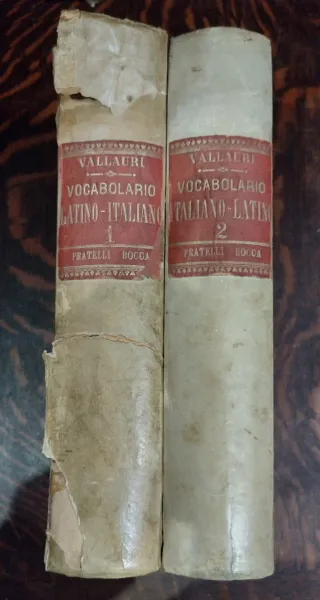 VALLAURI
VOCABOLARIO
LATINO-ITALIANO
1
FRATELLI BOCCA
VALLAURI
VOCABOLARIO
ITALIANO-LATINO
2
FRATELLI BOCCA